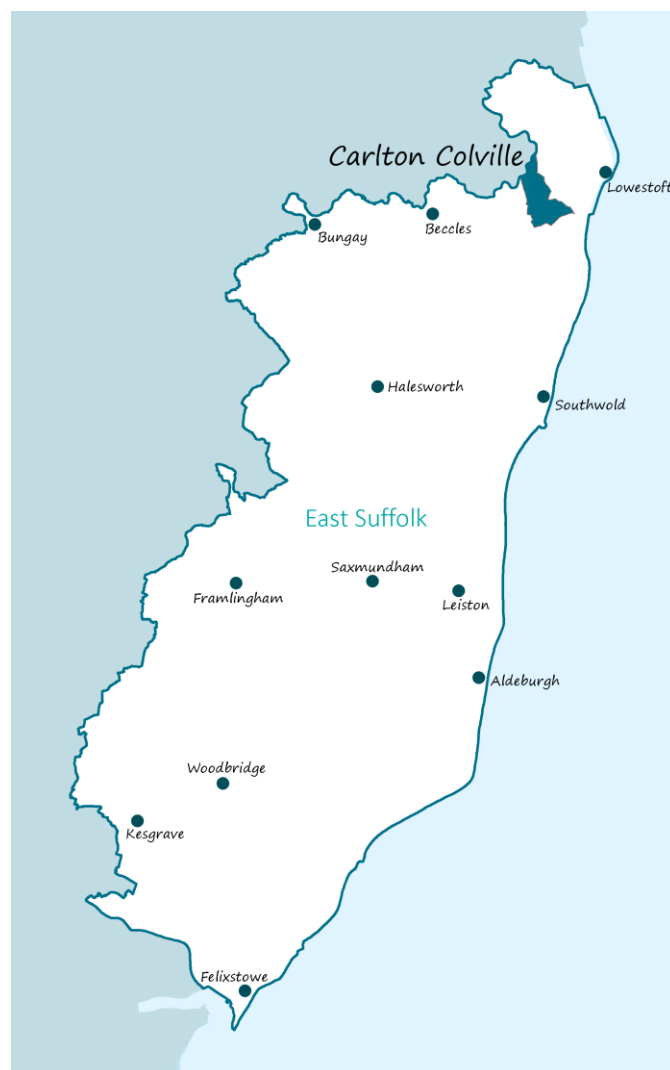 Carlton Colville
Lowestoft
Beccles
Bungay
Halesworth
Southwold
East Suffolk
Saxmundham
Framlingham
Leiston
Aldeburgh
Woodbridge
Kesgrave
Felixstowe